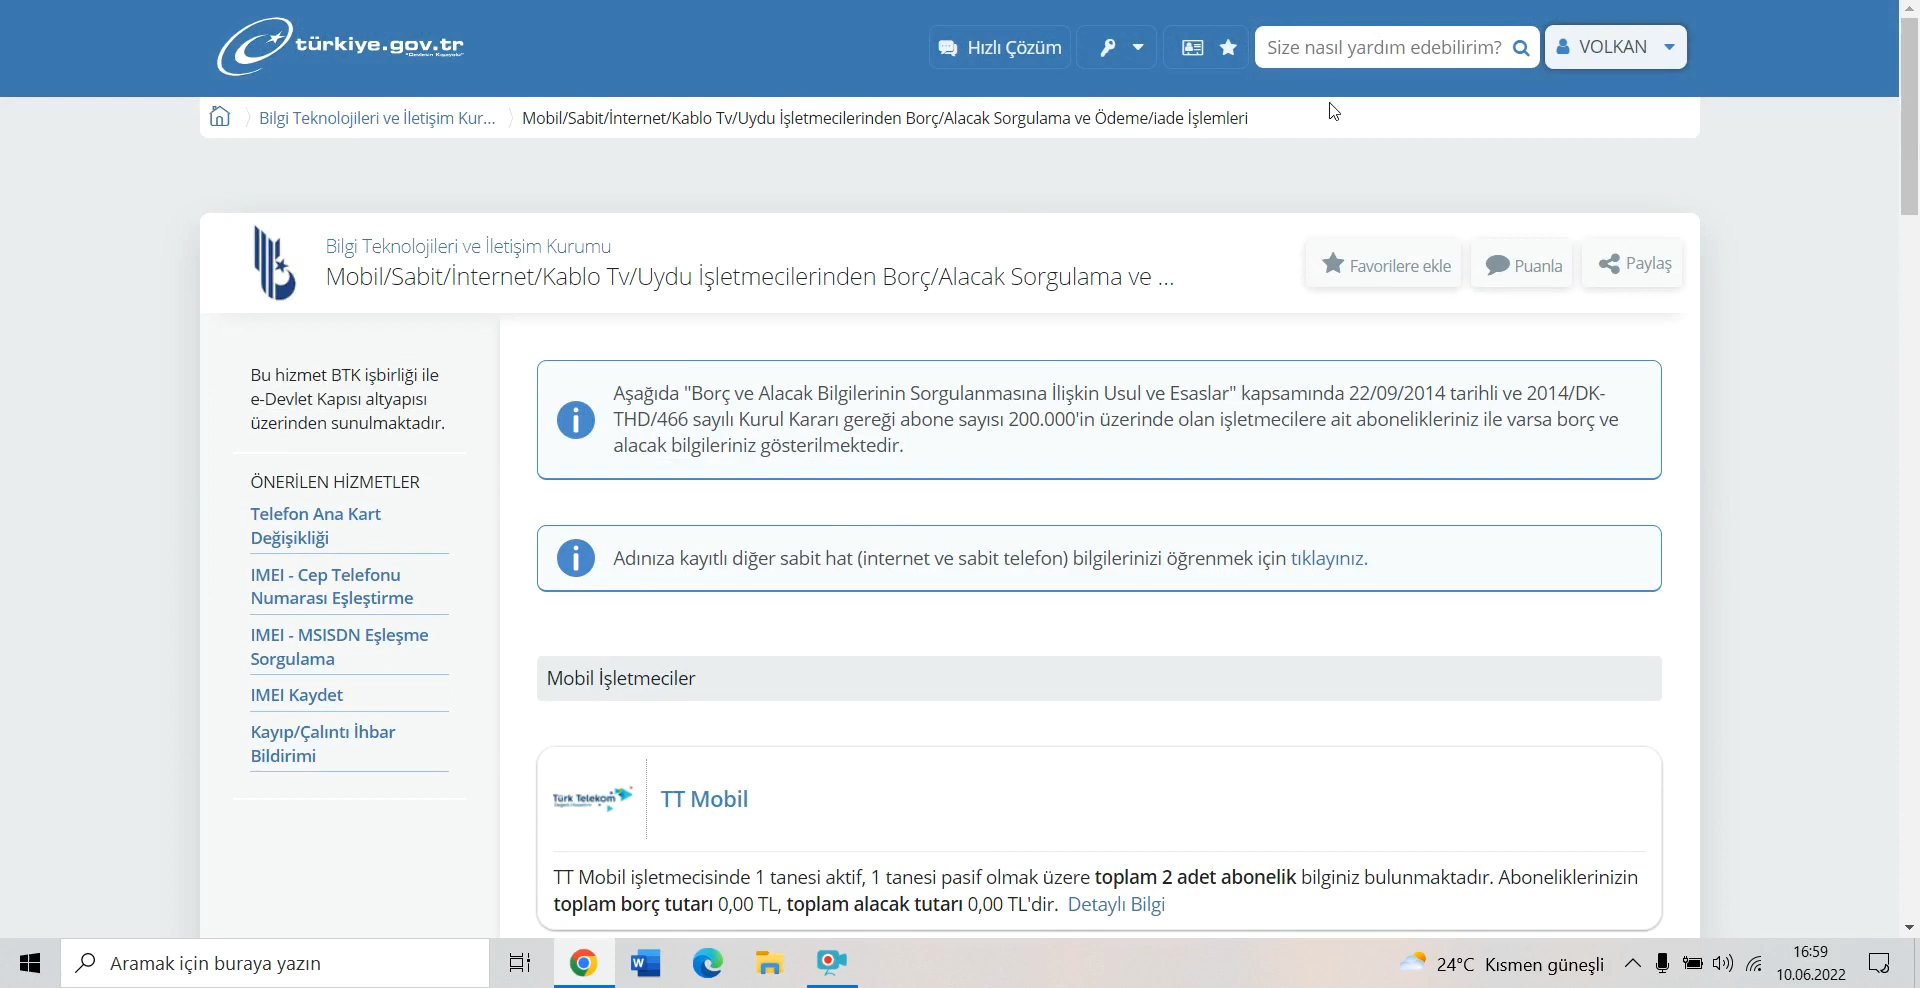 türkiye.gov.tr
Hızlı Çözüm
Size nasıl yardım edebilirim?
VOLKAN
Bilgi Teknolojileri ve İletişim Kur...
Mobil/Sabit/İnternet/Kablo Tv/Uydu İşletmecilerinden Borç/Alacak Sorgulama ve Ödeme/iade İşlemleri
Bilgi Teknolojileri ve İletişim Kurumu
Mobil/Sabit/İnternet/Kablo Tv/Uydu İşletmecilerinden Borç/Alacak Sorgulama ve ...
Favorilere ekle
Puanla
Paylaş
Bu hizmet BTK işbirliği ile
e-Devlet Kapısı altyapısı
üzerinden sunulmaktadır.
ÖNERİLEN HİZMETLER
Telefon Ana Kart
Değişikliği
IMEI - Cep Telefonu
Numarası Eşleştirme
IMEI - MSISDN Eşleşme
Sorgulama
IMEI Kaydet
Kayıp/Çalıntı İhbar
Bildirimi
Aşağıda "Borç ve Alacak Bilgilerinin Sorgulanmasına İlişkin Usul ve Esaslar" kapsamında 22/09/2014 tarihli ve 2014/DK-
THD/466 sayılı Kurul Kararı gereği abone sayısı 200.000'in üzerinde olan işletmecilere ait abonelikleriniz ile varsa borç ve
alacak bilgileriniz gösterilmektedir.
Adınıza kayıtlı diğer sabit hat (internet ve sabit telefon) bilgilerinizi öğrenmek için tıklayınız.
Mobil İşletmeciler
Türk Telekom
TT Mobil
TT Mobil işletmecisinde 1 tanesi aktif, 1 tanesi pasif olmak üzere toplam 2 adet abonelik bilginiz bulunmaktadır. Aboneliklerinizin
toplam borç tutarı 0,00 TL, toplam alacak tutarı 0,00 TL'dir. Detaylı Bilgi
Aramak için buraya yazın
24°C Kısmen güneşli
16:59
10.06.2022